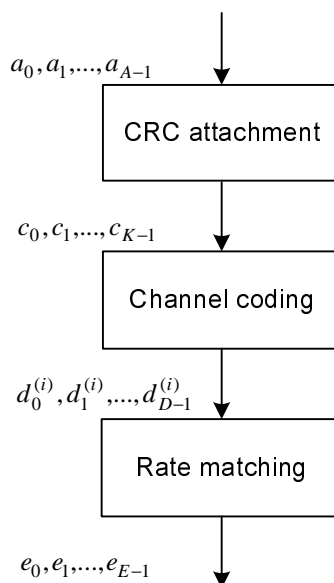 a_0, a_1, ..., a_{A-1}
CRC attachment
c_0, c_1, ..., c_{K-1}
Channel coding
d_0^{(i)}, d_1^{(i)}, ..., d_{D-1}^{(i)}
Rate matching
e_0, e_1, ..., e_{E-1}